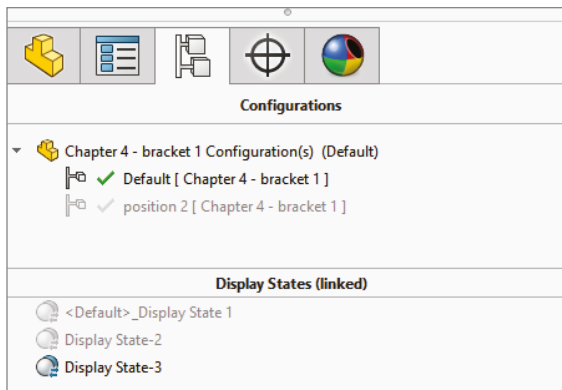 Configurations
Chapter 4 - bracket 1 Configuration(s) (Default)
Default [ Chapter 4 - bracket 1 ]
position 2 [ Chapter 4 - bracket 1 ]
Display States (linked)
<Default>_Display State 1
Display State-2
Display State-3